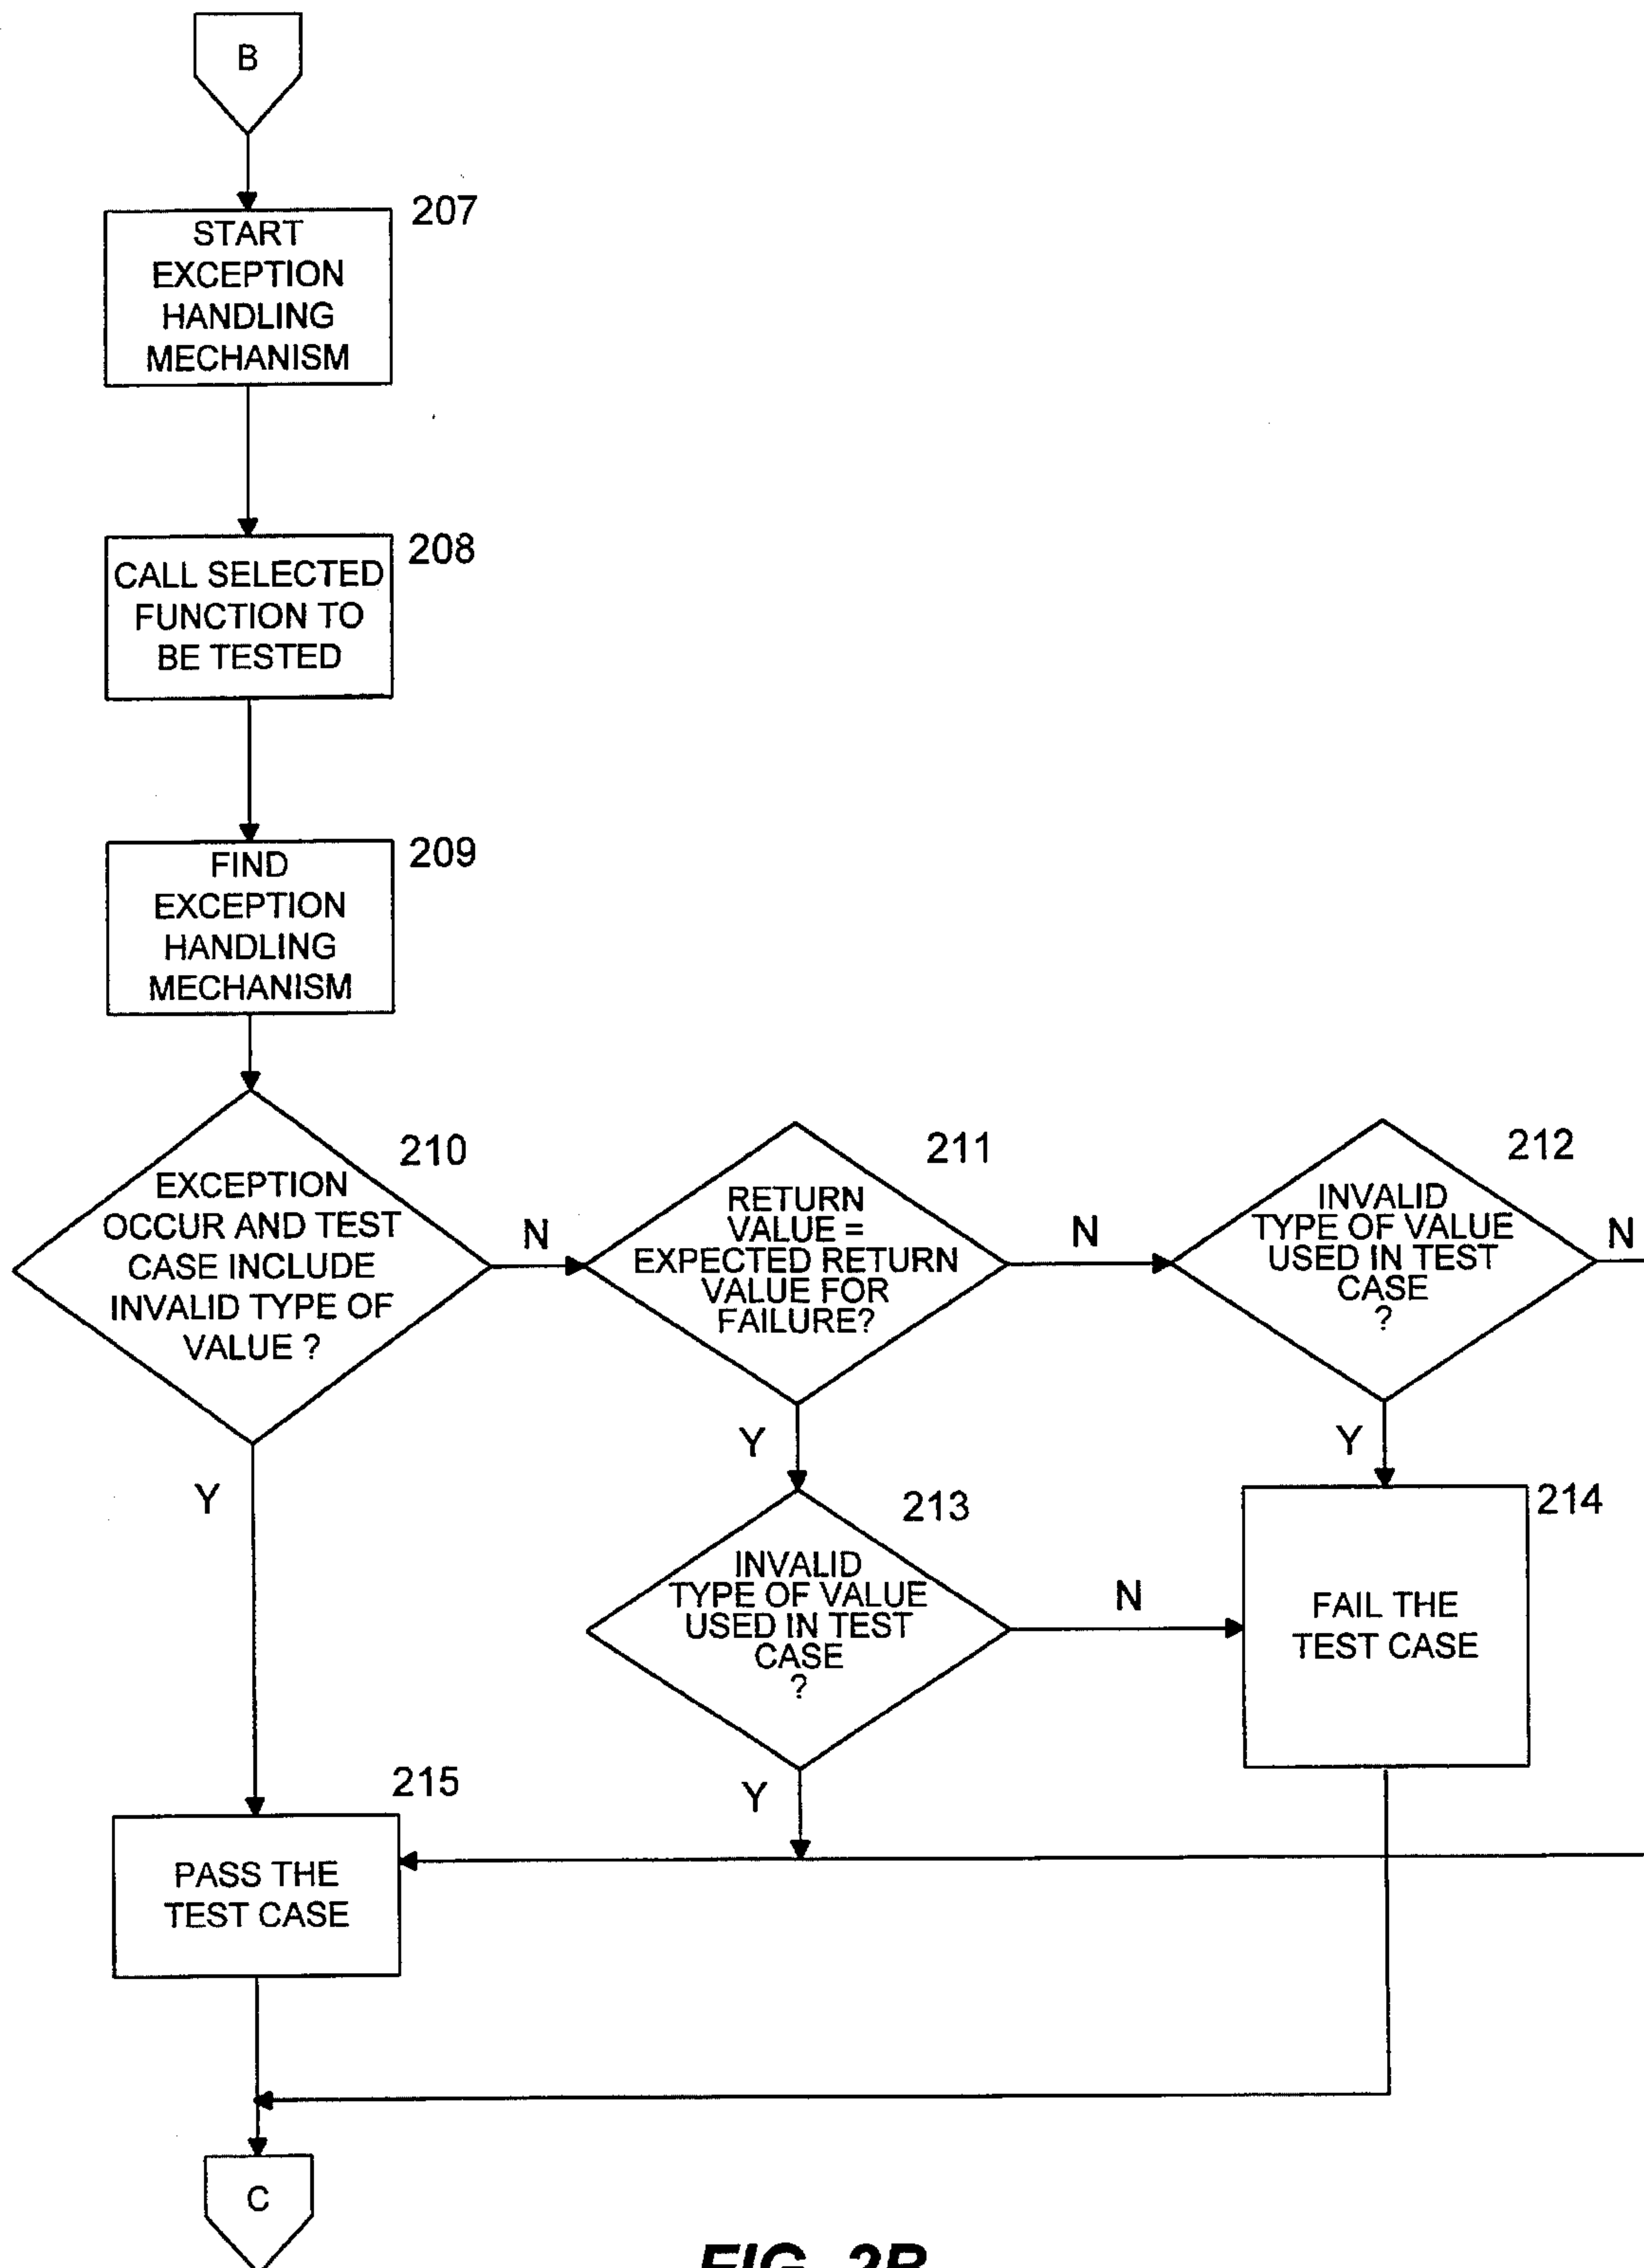 B
207
START
EXCEPTION
HANDLING
MECHANISM
208
CALL SELECTED
FUNCTION TO
BE TESTED
209
FIND
EXCEPTION
HANDLING
MECHANISM
210
EXCEPTION
OCCUR AND TEST
CASE INCLUDE
INVALID TYPE OF
VALUE ?
N
Y
211
RETURN
VALUE =
EXPECTED RETURN
VALUE FOR
FAILURE?
N
Y
212
INVALID
TYPE OF VALUE
USED IN TEST
CASE
?
N
Y
213
INVALID
TYPE OF VALUE
USED IN TEST
CASE
?
N
Y
214
FAIL THE
TEST CASE
215
PASS THE
TEST CASE
C
FIG. 2B